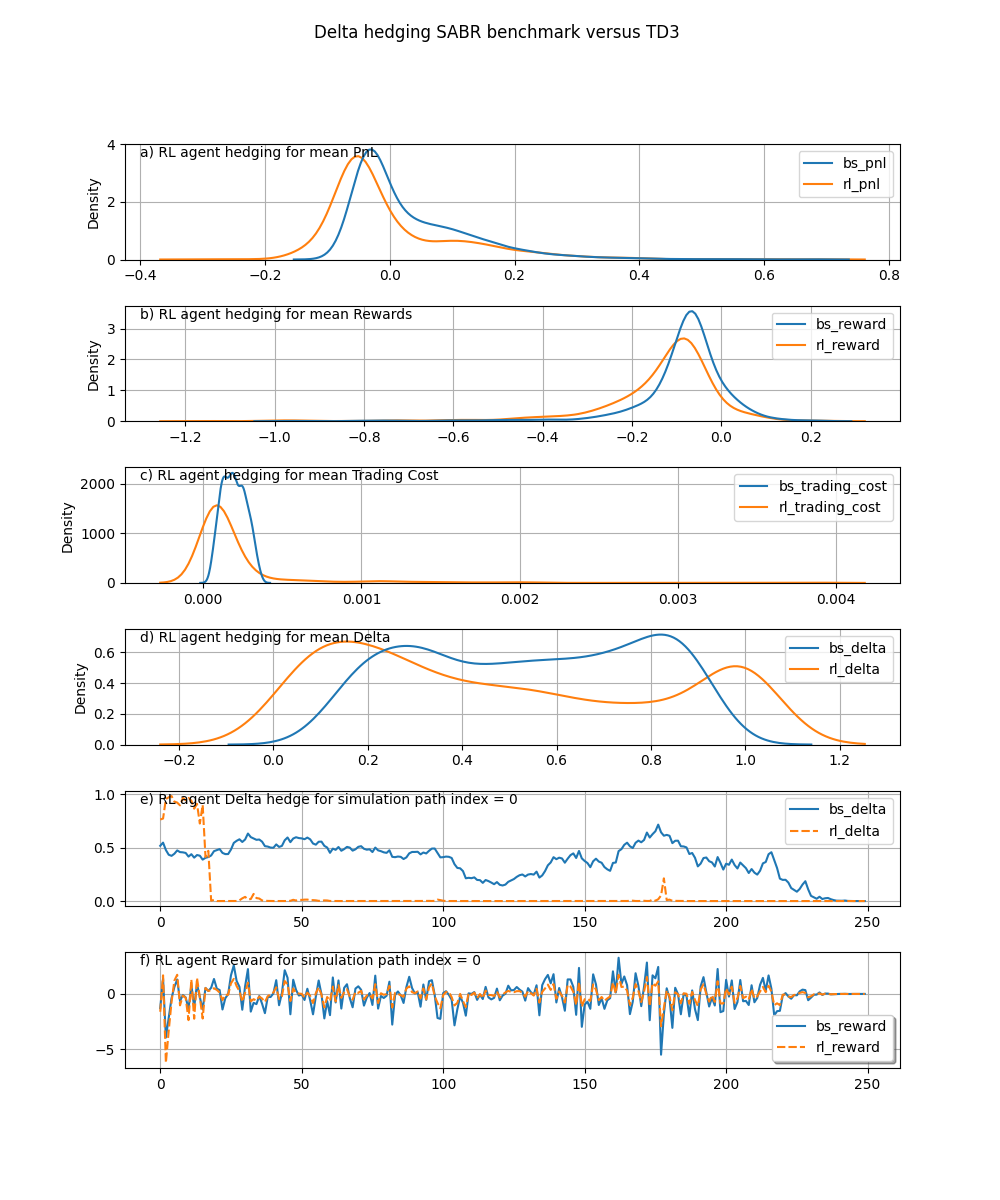 Delta hedging SABR benchmark versus TD3
a) RL agent hedging for mean PnL
bs_pnl
rl_pnl
Density
4
2
0
−0.4 −0.2 0.0 0.2 0.4 0.6 0.8
b) RL agent hedging for mean Rewards
bs_reward
rl_reward
Density
3
2
1
0
−1.2 −1.0 −0.8 −0.6 −0.4 −0.2 0.0 0.2
c) RL agent hedging for mean Trading Cost
bs_trading_cost
rl_trading_cost
Density
2000
1000
0
0.000 0.001 0.002 0.003 0.004
d) RL agent hedging for mean Delta
bs_delta
rl_delta
Density
0.6
0.4
0.2
0.0
−0.2 0.0 0.2 0.4 0.6 0.8 1.0 1.2
e) RL agent Delta hedge for simulation path index = 0
bs_delta
rl_delta
1.0
0.5
0.0
0 50 100 150 200 250
f) RL agent Reward for simulation path index = 0
bs_reward
rl_reward
0
−5
0 50 100 150 200 250